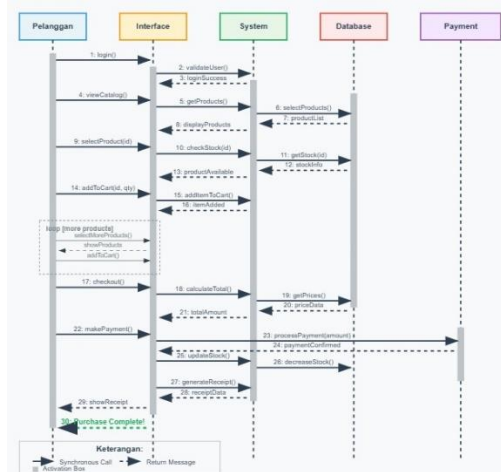 Pelanggan
Interface
System
Database
Payment
1: login()
2: validateUser()
3: loginSuccess
4: viewCatalog()
5: getProducts()
6: selectProducts()
7: productList
8: displayProducts
9: selectProduct(id)
10: checkStock(id)
11: getStock(id)
12: stockInfo
13: productAvailable
14: addToCart(id, qty)
15: addItemToCart()
16: itemAdded
loop [more products]
selectMoreProducts()
showProducts
addToCart()
17: checkout()
18: calculateTotal()
19: getPrices()
20: priceData
21: totalAmount
22: makePayment()
23: processPayment(amount)
24: paymentConfirmed
25: updateStock()
26: decreaseStock()
27: generateReceipt()
28: receiptData
29: showReceipt
30: Purchase Complete!
Keterangan:
Synchronous Call
Return Message
Activation Box